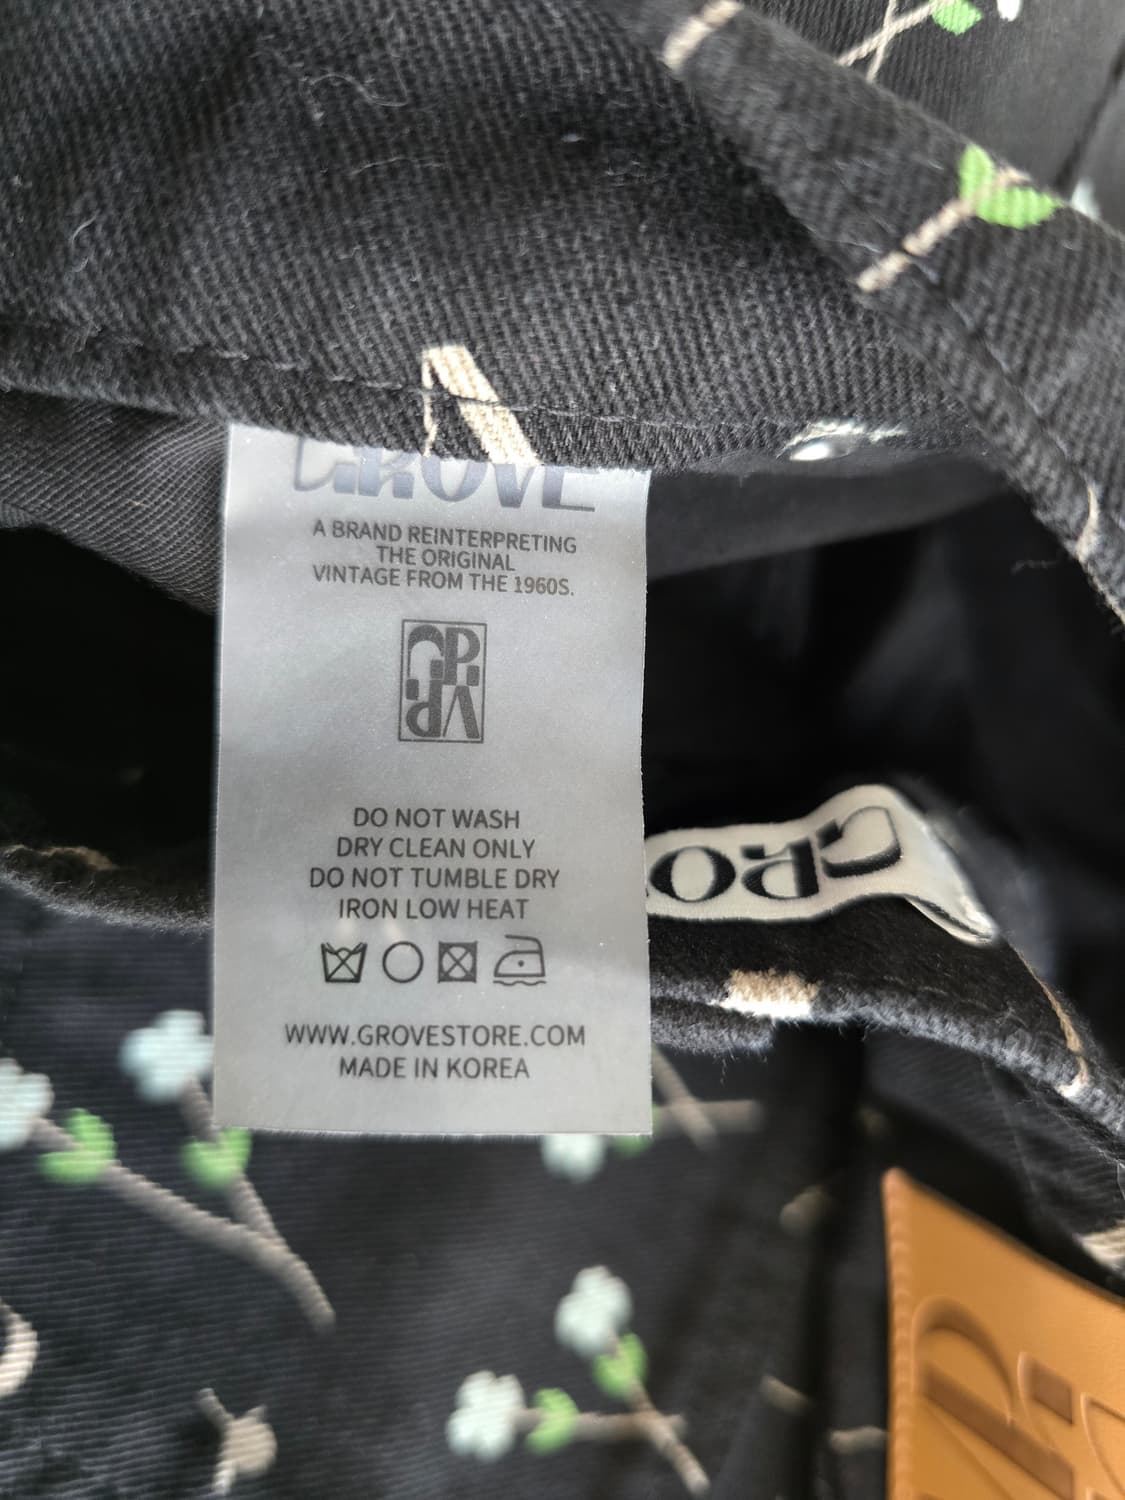 GROVE
A BRAND REINTERPRETING
THE ORIGINAL
VINTAGE FROM THE 1960S.
DO NOT WASH
DRY CLEAN ONLY
DO NOT TUMBLE DRY
IRON LOW HEAT
WWW.GROVESTORE.COM
MADE IN KOREA
GRO